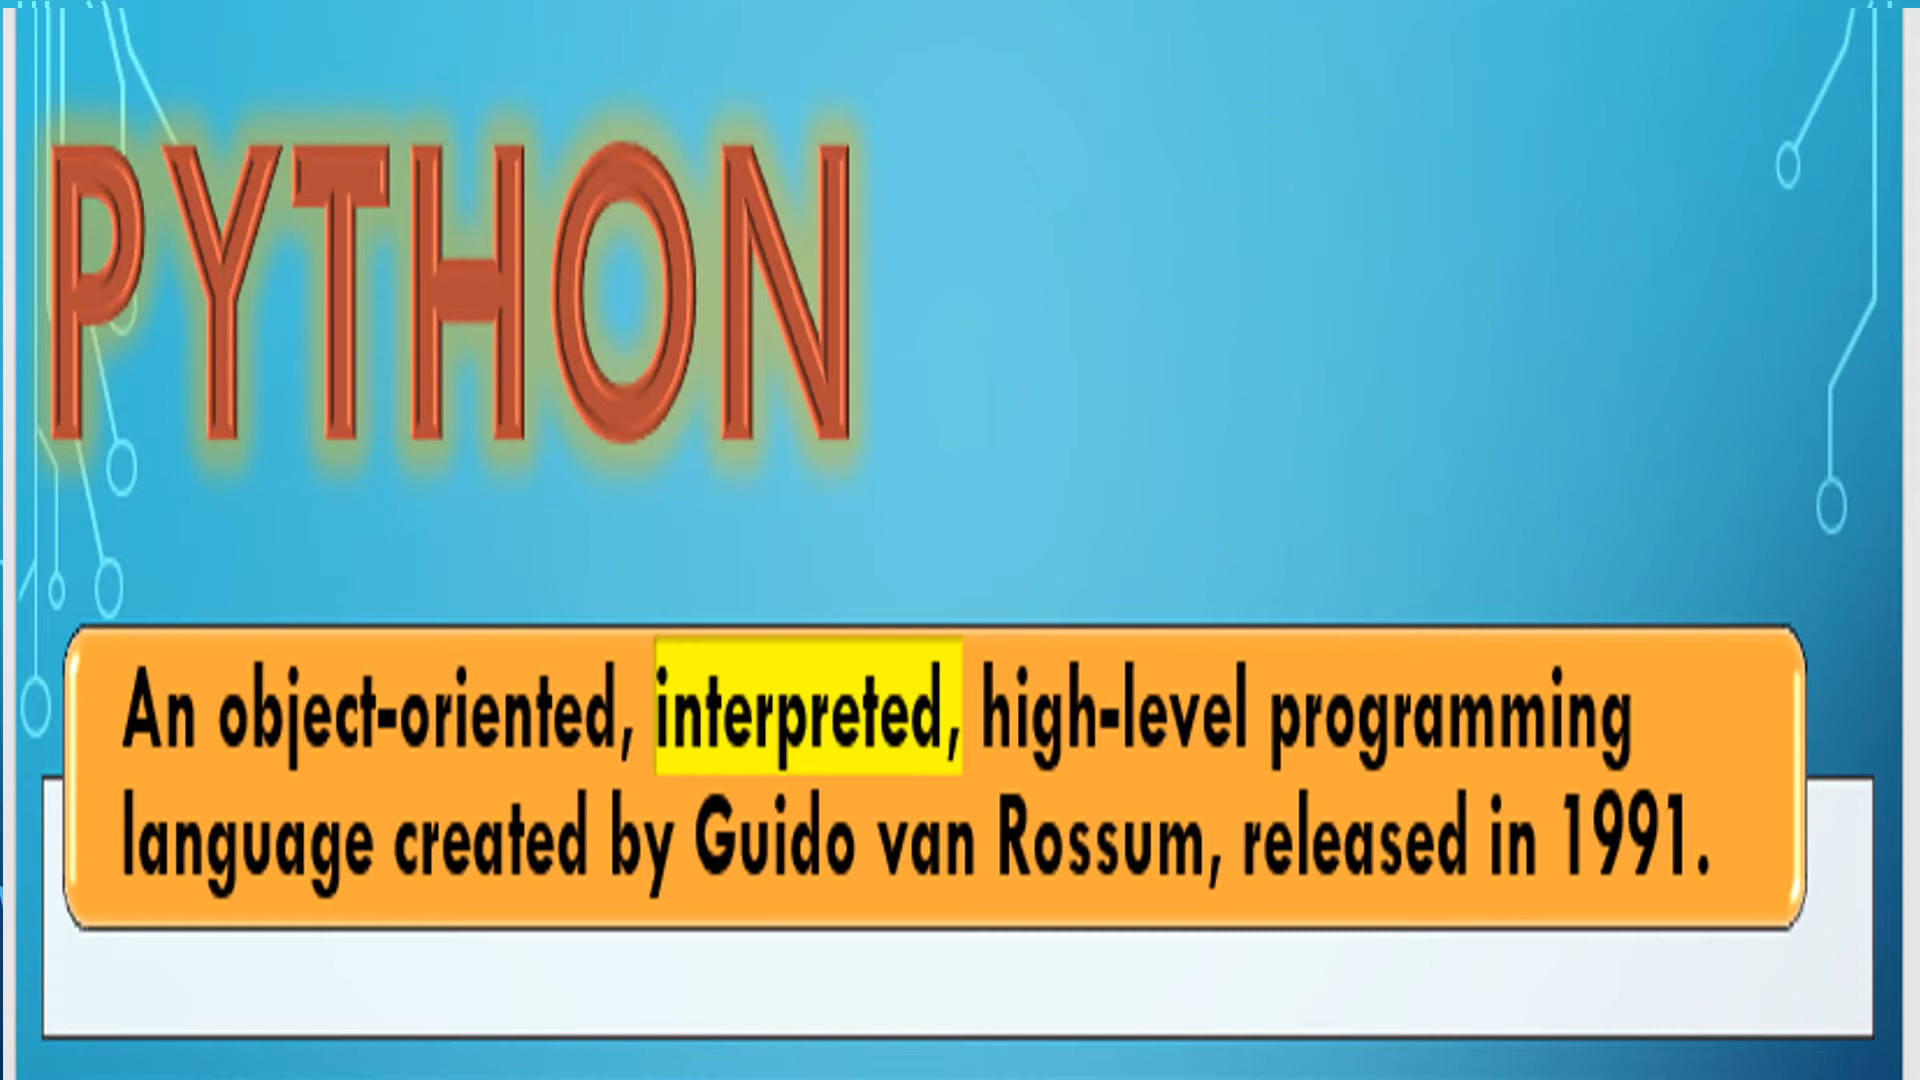 PYTHON
An object-oriented, interpreted, high-level programming
language created by Guido van Rossum, released in 1991.